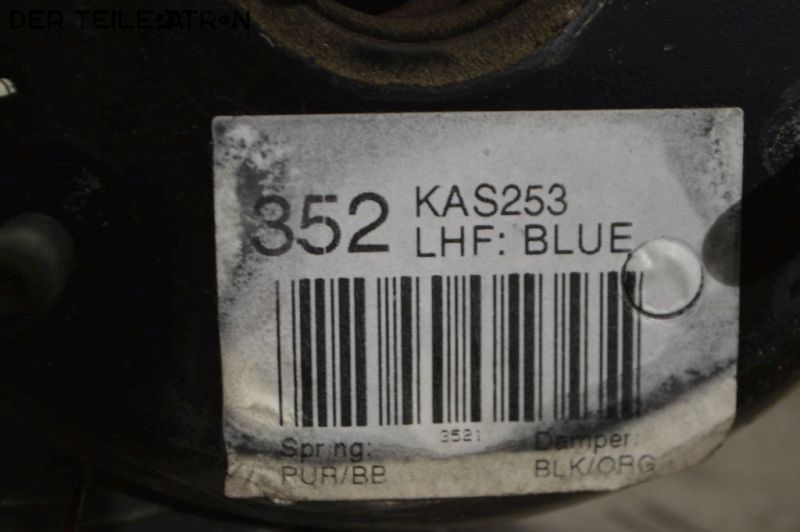 DER TEILEPATRON
352
KAS253
LHF: BLUE
3521
Spring:
PUR/BB
Damper:
BLK/ORG